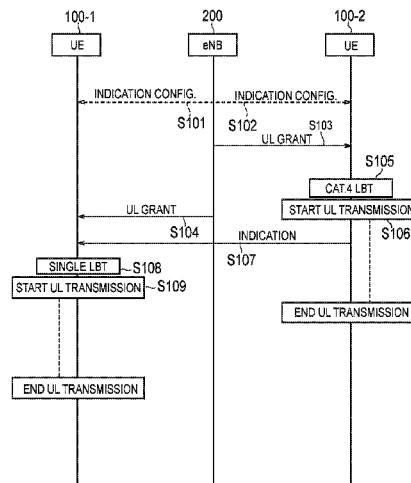 100-1 200 100-2
UE eNB UE
INDICATION CONFIG. INDICATION CONFIG.
S101 S102 S103
UL GRANT
S105
CAT.4 LBT
UL GRANT START UL TRANSMISSION
S104 INDICATION S106
S107
SINGLE LBT S108
START UL TRANSMISSION S109
END UL TRANSMISSION
END UL TRANSMISSION